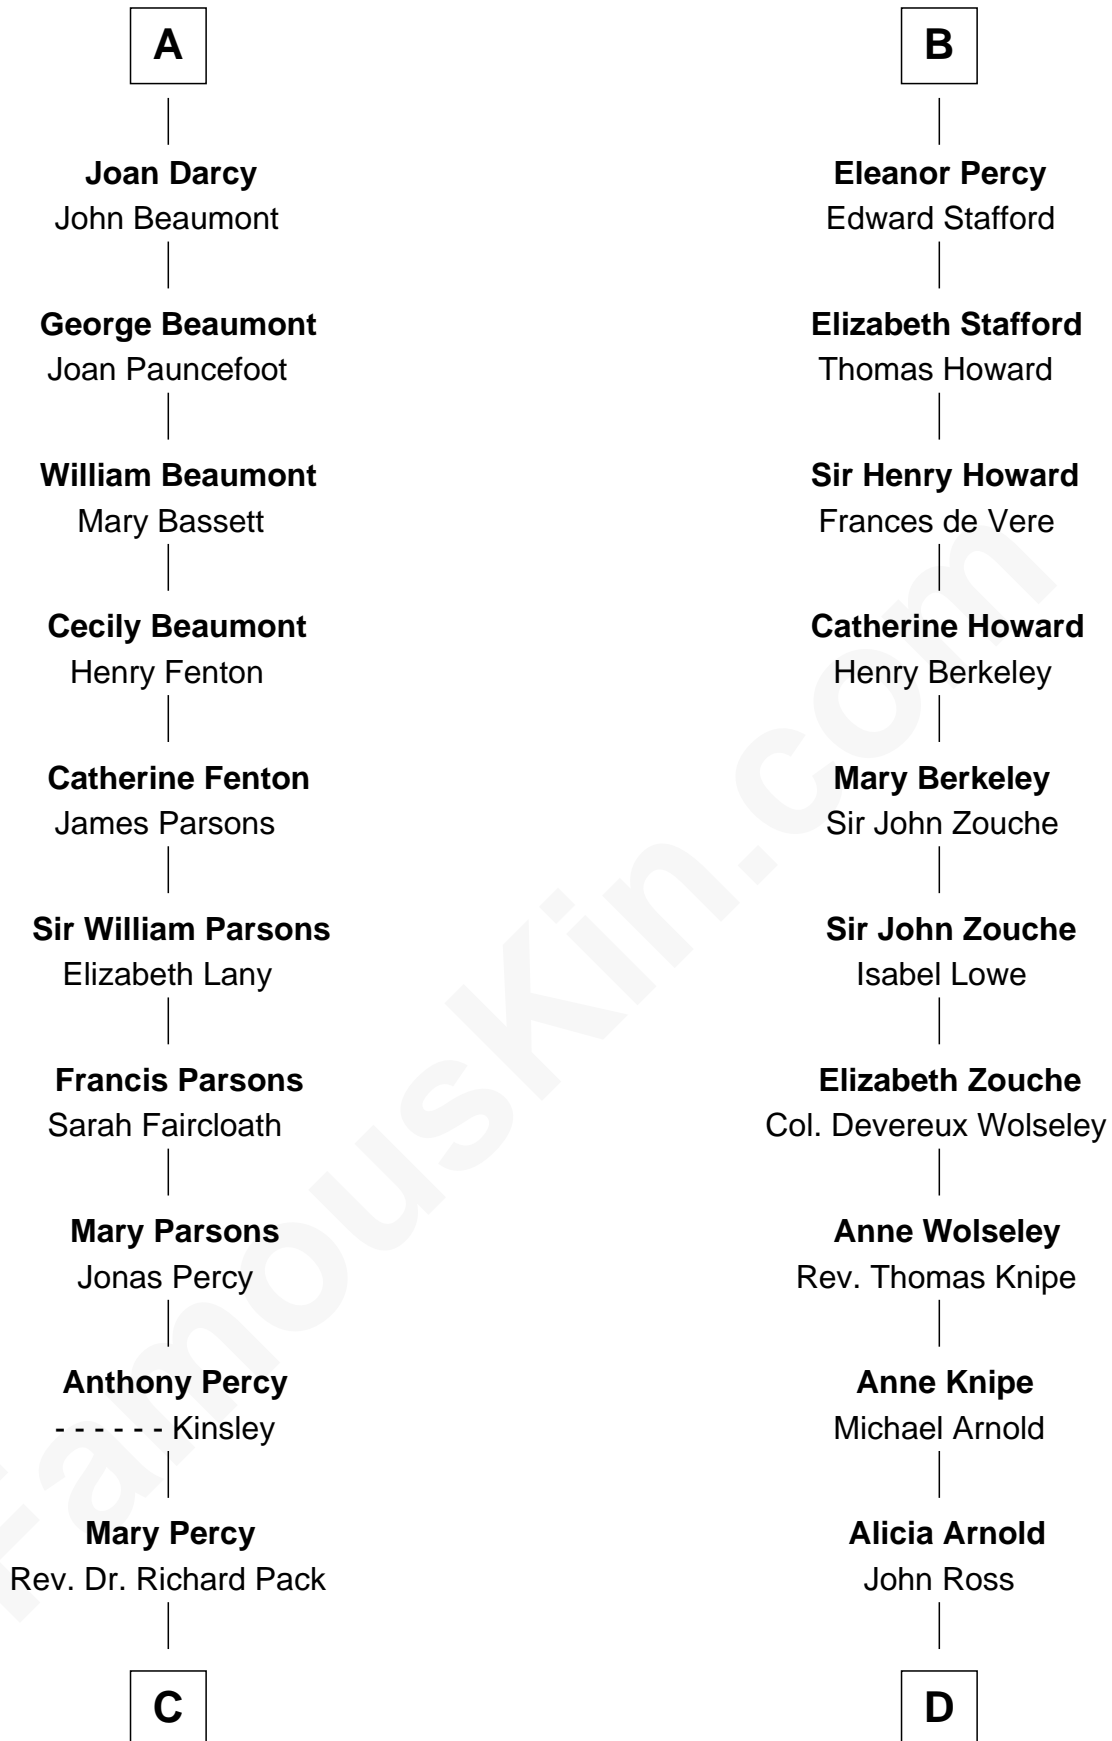 A
Joan Darcy
John Beaumont
George Beaumont
Joan Pauncefoot
William Beaumont
Mary Bassett
Cecily Beaumont
Henry Fenton
Catherine Fenton
James Parsons
Sir William Parsons
Elizabeth Lany
Francis Parsons
Sarah Faircloath
Mary Parsons
Jonas Percy
Anthony Percy
- - - - - - Kinsley
Mary Percy
Rev. Dr. Richard Pack
C
B
Eleanor Percy
Edward Stafford
Elizabeth Stafford
Thomas Howard
Sir Henry Howard
Frances de Vere
Catherine Howard
Henry Berkeley
Mary Berkeley
Sir John Zouche
Sir John Zouche
Isabel Lowe
Elizabeth Zouche
Col. Devereux Wolseley
Anne Wolseley
Rev. Thomas Knipe
Anne Knipe
Michael Arnold
Alicia Arnold
John Ross
D
FamousKin.com